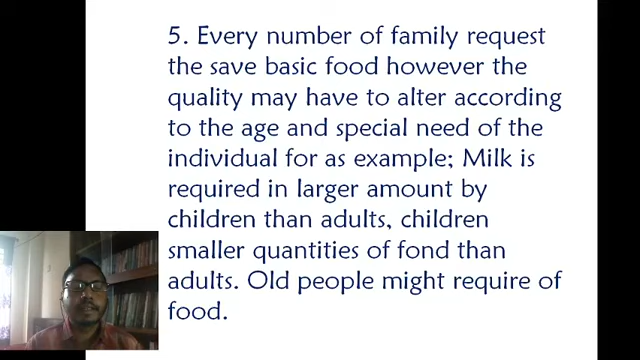 5. Every number of family request
the save basic food however the
quality may have to alter according
to the age and special need of the
individual for as example; Milk is
required in larger amount by
children than adults, children
smaller quantities of fond than
adults. Old people might require of
food.